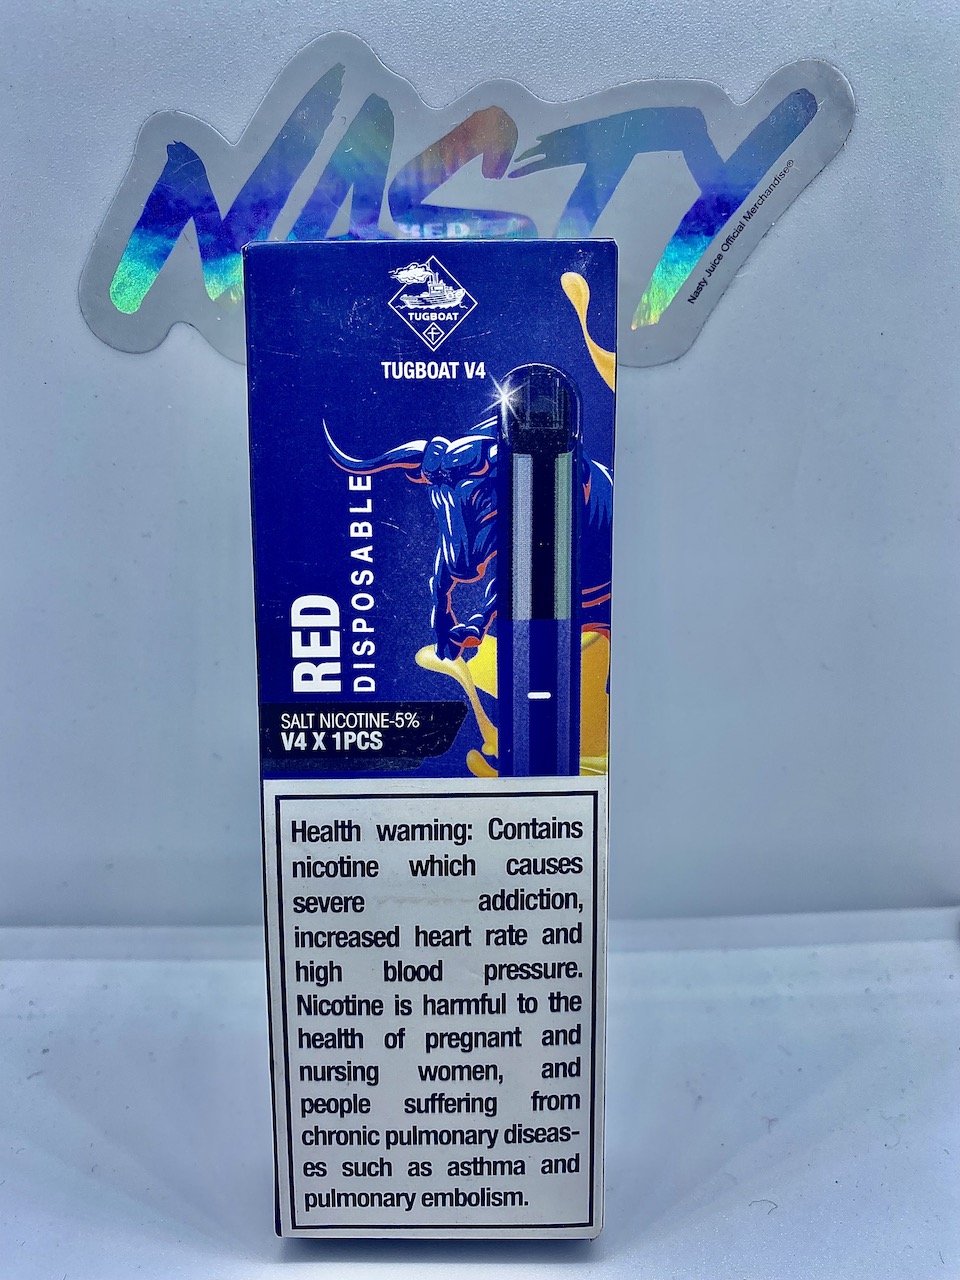 NASTY
Nasty Juice Official Merchandise®
TUGBOAT
TUGBOAT V4
RED
DISPOSABLE
SALT NICOTINE-5%
V4 X 1PCS
Health warning: Contains
nicotine which causes
severe addiction,
increased heart rate and
high blood pressure.
Nicotine is harmful to the
health of pregnant and
nursing women, and
people suffering from
chronic pulmonary diseas-
es such as asthma and
pulmonary embolism.